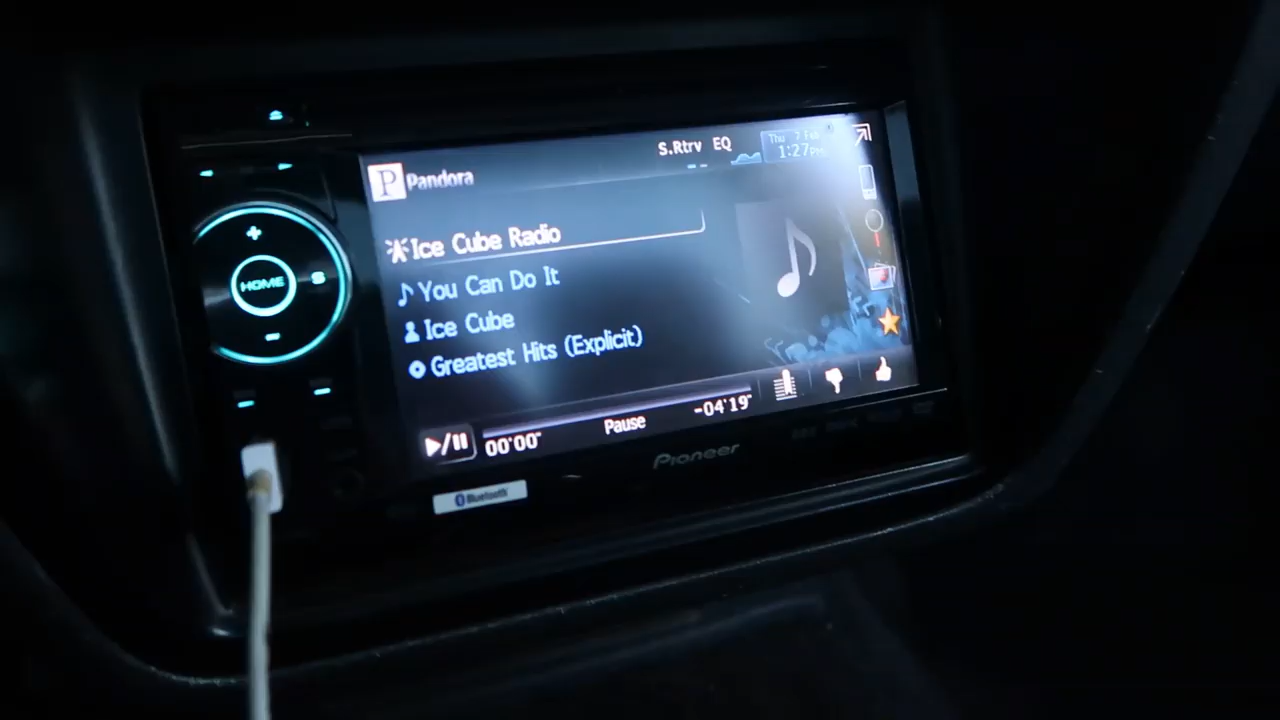 S.Rtrv EQ
Thu 7 Feb
1:27PM
P Pandora
Ice Cube Radio
You Can Do It
Ice Cube
Greatest Hits (Explicit)
HOME
S
00'00"
Pause
-04'19"
Pioneer
Bluetooth